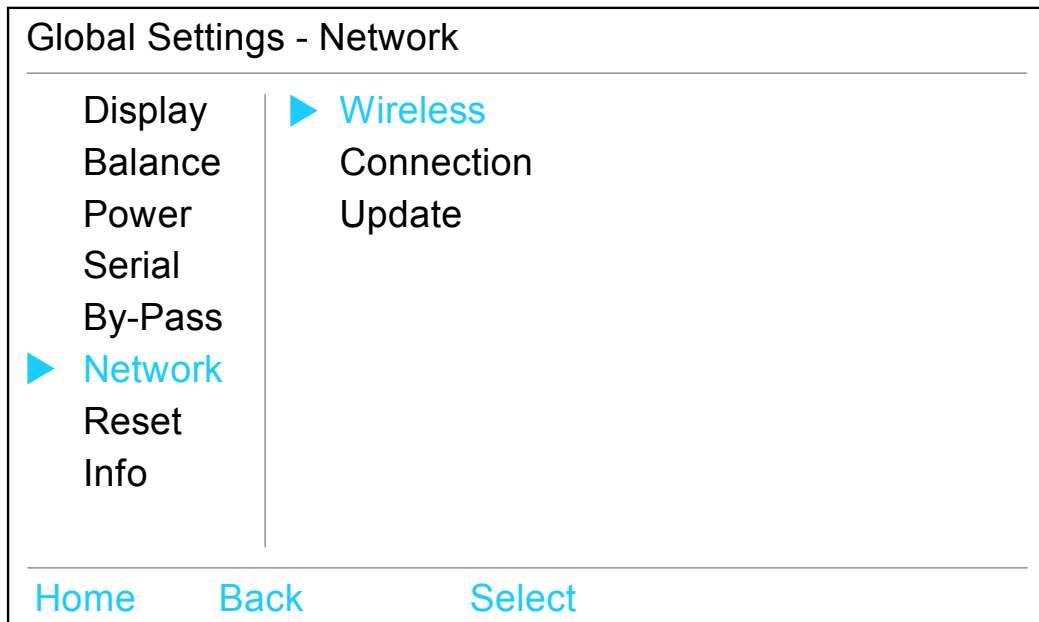 Global Settings - Network
Display
Balance
Power
Serial
By-Pass
Network
Reset
Info
Wireless
Connection
Update
Home Back Select